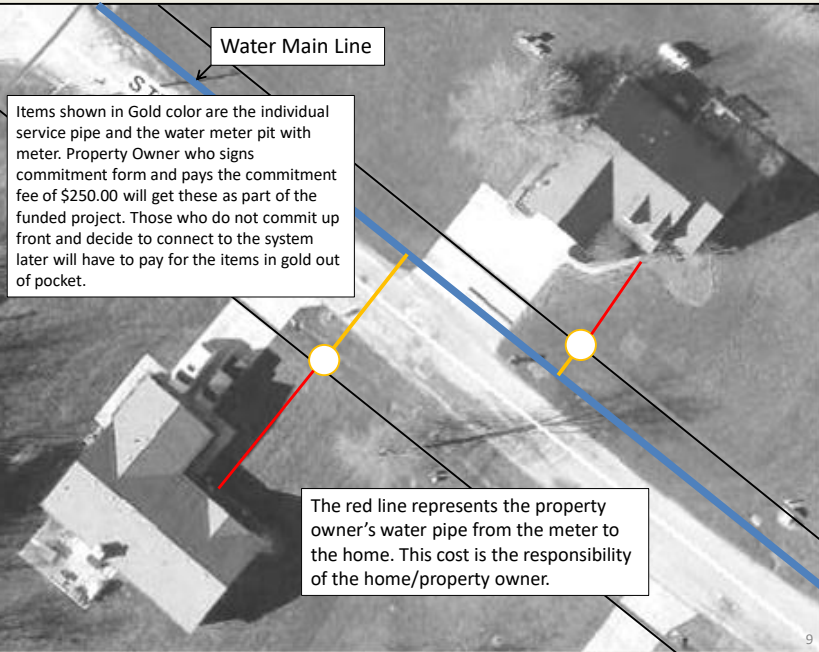 Water Main Line
ST
Items shown in Gold color are the individual
service pipe and the water meter pit with
meter. Property Owner who signs
commitment form and pays the commitment
fee of $250.00 will get these as part of the
funded project. Those who do not commit up
front and decide to connect to the system
later will have to pay for the items in gold out
of pocket.
The red line represents the property
owner’s water pipe from the meter to
the home. This cost is the responsibility
of the home/property owner.
9